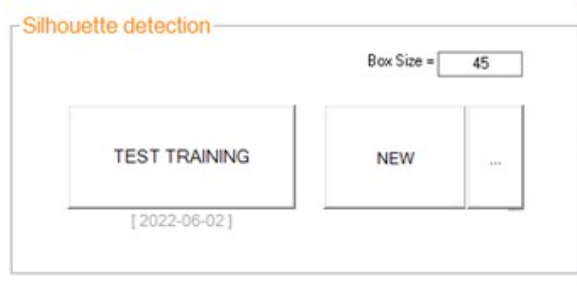 Silhouette detection
Box Size = 45
TEST TRAINING
NEW
...
[ 2022-06-02 ]